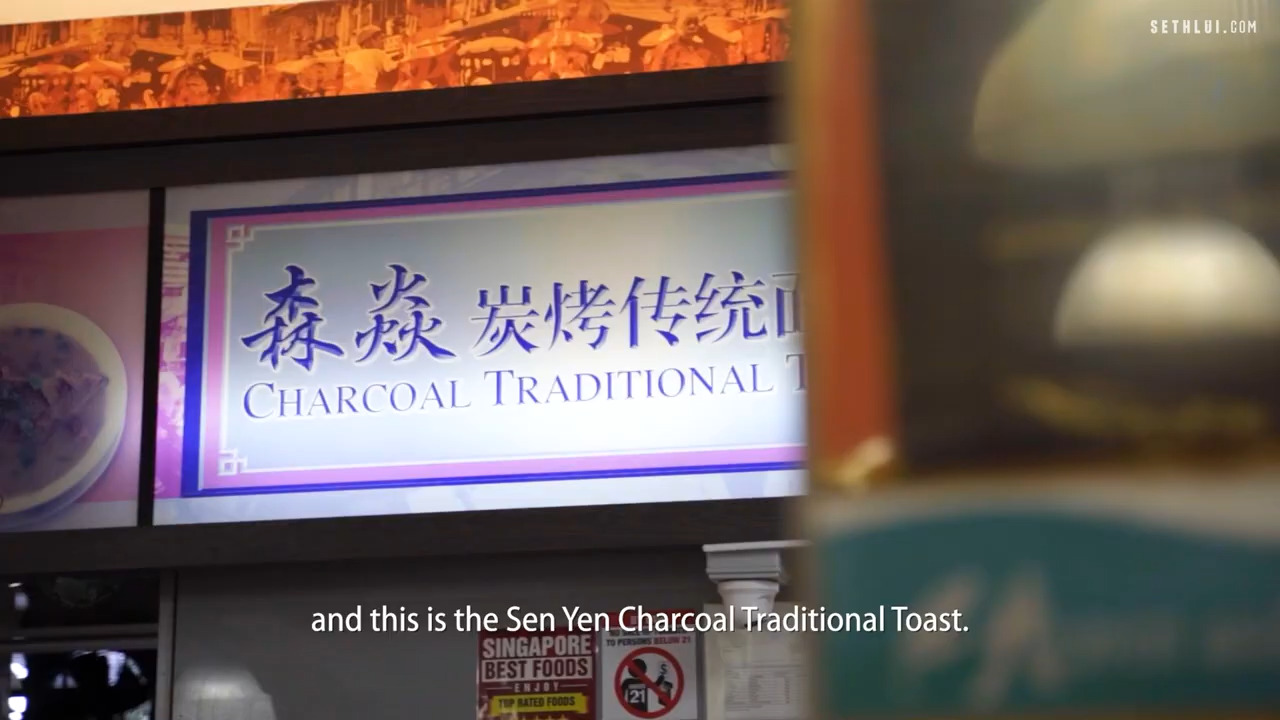 SETHLUI.COM
森焱 炭烤传统
CHARCOAL TRADITIONAL
and this is the Sen Yen Charcoal Traditional Toast.
SINGAPORE
BEST FOODS
ENJOY
TOP RATED FOODS
TO PERSONS BELOW 21
21